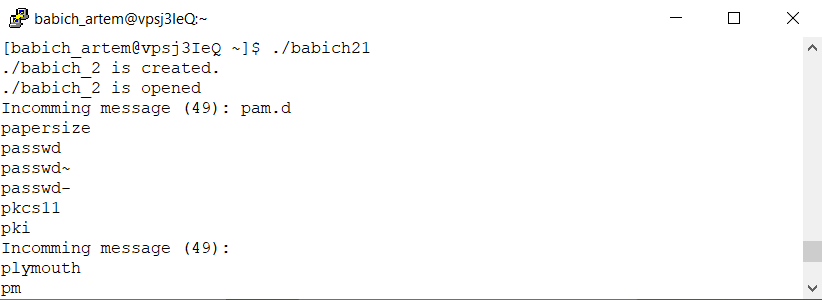 babich_artem@vpsj3IeQ:~
[babich_artem@vpsj3IeQ ~]$ ./babich21
./babich_2 is created.
./babich_2 is opened
Incomming message (49): pam.d
papersize
passwd
passwd~
passwd-
pkcs11
pki
Incomming message (49):
plymouth
pm